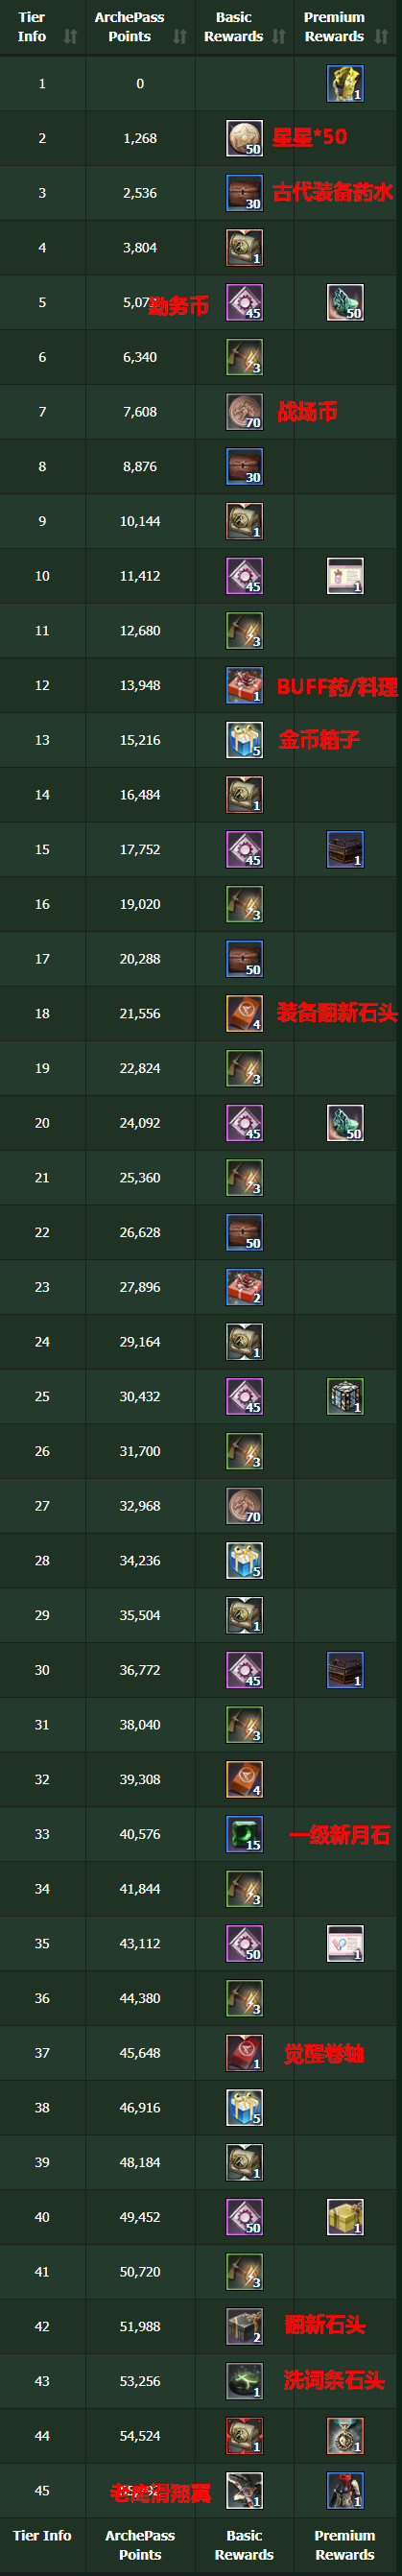 Tier Info ArchePass Points Basic Rewards Premium Rewards
1 0 1
2 1,268 50 星星*50
3 2,536 30 古代装备药水
4 3,804 1
5 5,07 勤务币 45 50
6 6,340 3
7 7,608 70 战场币
8 8,876 30
9 10,144 1
10 11,412 45 1
11 12,680 3
12 13,948 1 BUFF药/料理
13 15,216 5 金币箱子
14 16,484 1
15 17,752 45 1
16 19,020 3
17 20,288 50
18 21,556 4 装备翻新石头
19 22,824 3
20 24,092 45 50
21 25,360 3
22 26,628 50
23 27,896 2
24 29,164 1
25 30,432 45 1
26 31,700 3
27 32,968 70
28 34,236 5
29 35,504 1
30 36,772 45 1
31 38,040 3
32 39,308 4
33 40,576 15 一级新月石
34 41,844 3
35 43,112 50 1
36 44,380 3
37 45,648 1 觉醒卷轴
38 46,916 5
39 48,184 1
40 49,452 50 1
41 50,720 3
42 51,988 2 翻新石头
43 53,256 1 洗词条石头
44 54,524 1 1
45 老鹰滑翔翼 1 1
Tier Info ArchePass Points Basic Rewards Premium Rewards